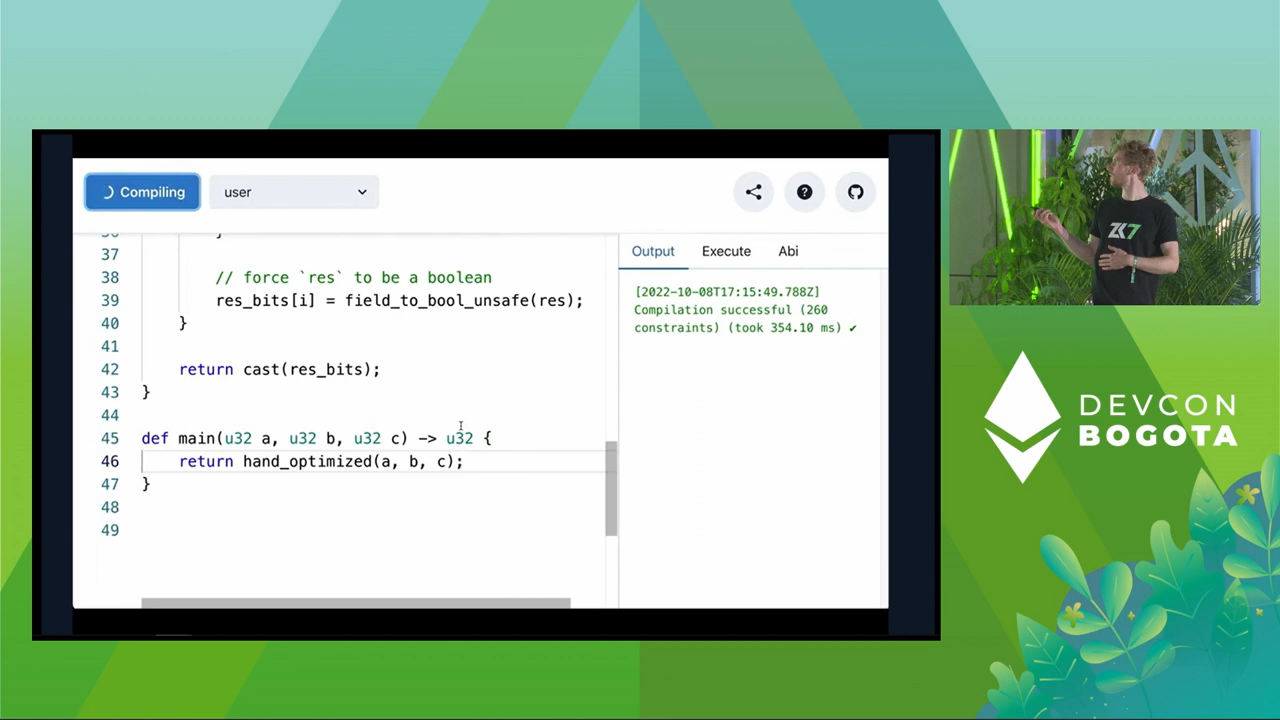 Compiling
user
37
38 // force `res` to be a boolean
39 res_bits[i] = field_to_bool_unsafe(res);
40 }
41
42 return cast(res_bits);
43 }
44
45 def main(u32 a, u32 b, u32 c) -> u32 {
46 return hand_optimized(a, b, c);
47 }
48
49
Output Execute Abi
[2022-10-08T17:15:49.788Z]
Compilation successful (260
constraints) (took 354.10 ms) ✔
ZK7
DEVCON
BOGOTA